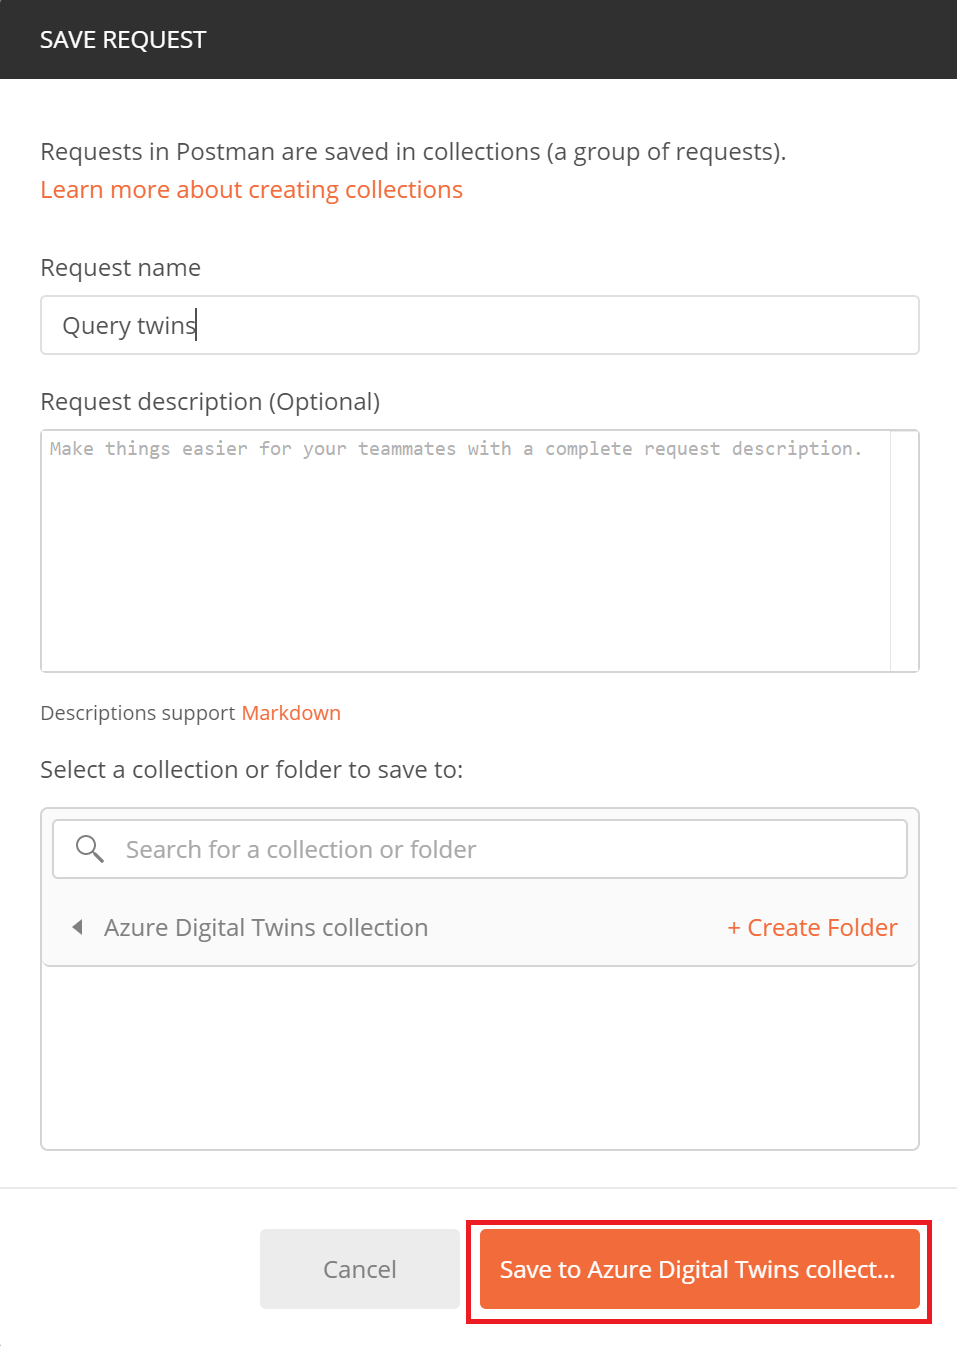 SAVE REQUEST
Requests in Postman are saved in collections (a group of requests).
Learn more about creating collections
Request name
Query twins
Request description (Optional)
Make things easier for your teammates with a complete request description.
Descriptions support Markdown
Select a collection or folder to save to:
Search for a collection or folder
Azure Digital Twins collection + Create Folder
Cancel Save to Azure Digital Twins collect...